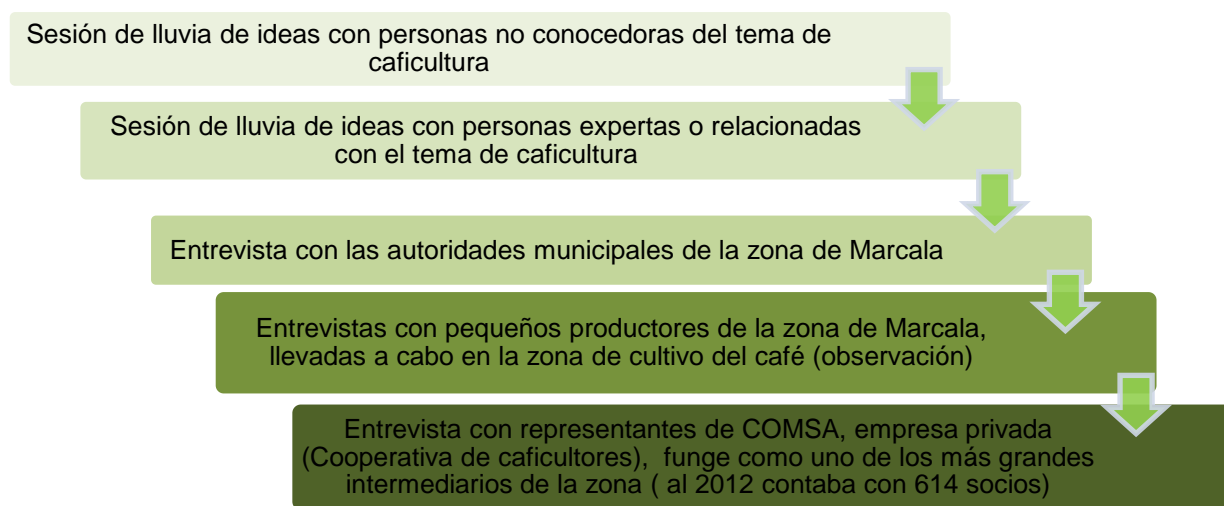 Sesión de lluvia de ideas con personas no conocedoras del tema de
caficultura
Sesión de lluvia de ideas con personas expertas o relacionadas
con el tema de caficultura
Entrevista con las autoridades municipales de la zona de Marcala
Entrevistas con pequeños productores de la zona de Marcala,
llevadas a cabo en la zona de cultivo del café (observación)
Entrevista con representantes de COMSA, empresa privada
(Cooperativa de caficultores), funge como uno de los más grandes
intermediarios de la zona ( al 2012 contaba con 614 socios)